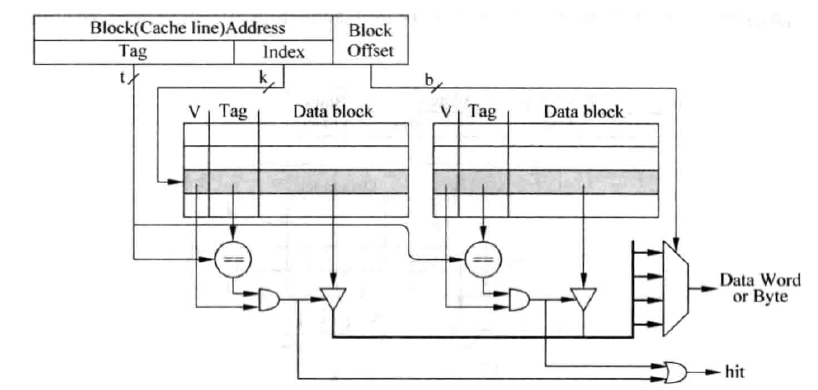 Block(Cache line)Address
Block
Offset
Tag
Index
t
k
b
V
Tag
Data block
V
Tag
Data block
==
==
Data Word
or Byte
hit